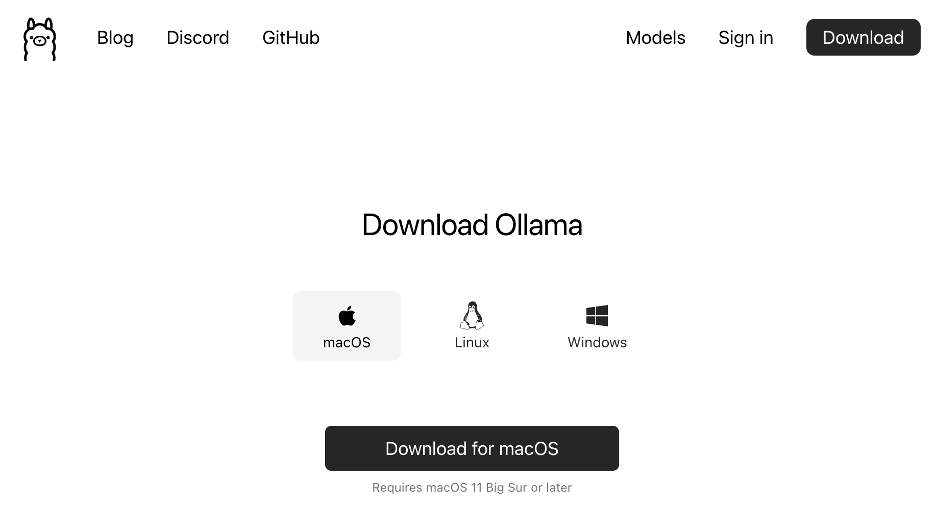 Blog Discord GitHub Models Sign in Download
Download Ollama
macOS Linux Windows
Download for macOS
Requires macOS 11 Big Sur or later